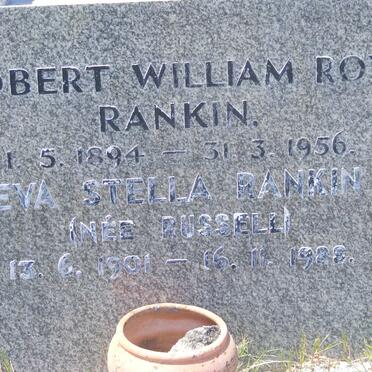 OBERT WILLIAM ROY
RANKIN.
1. 5. 1894 — 31. 3. 1956.
EVA STELLA RANKIN
(NÉE RUSSELL)
13. 6. 1901 — 16. 11. 1988.